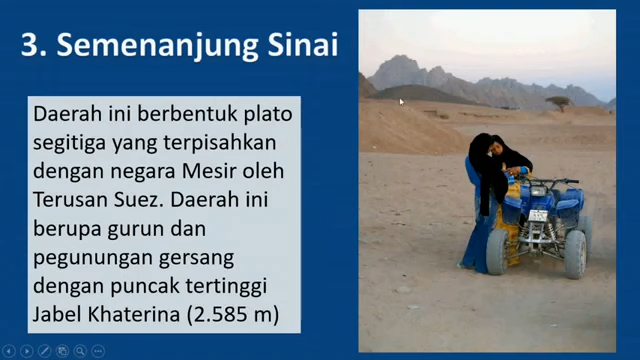 3. Semenanjung Sinai
Daerah ini berbentuk plato
segitiga yang terpisahkan
dengan negara Mesir oleh
Terusan Suez. Daerah ini
berupa gurun dan
pegunungan gersang
dengan puncak tertinggi
Jabel Khaterina (2.585 m)